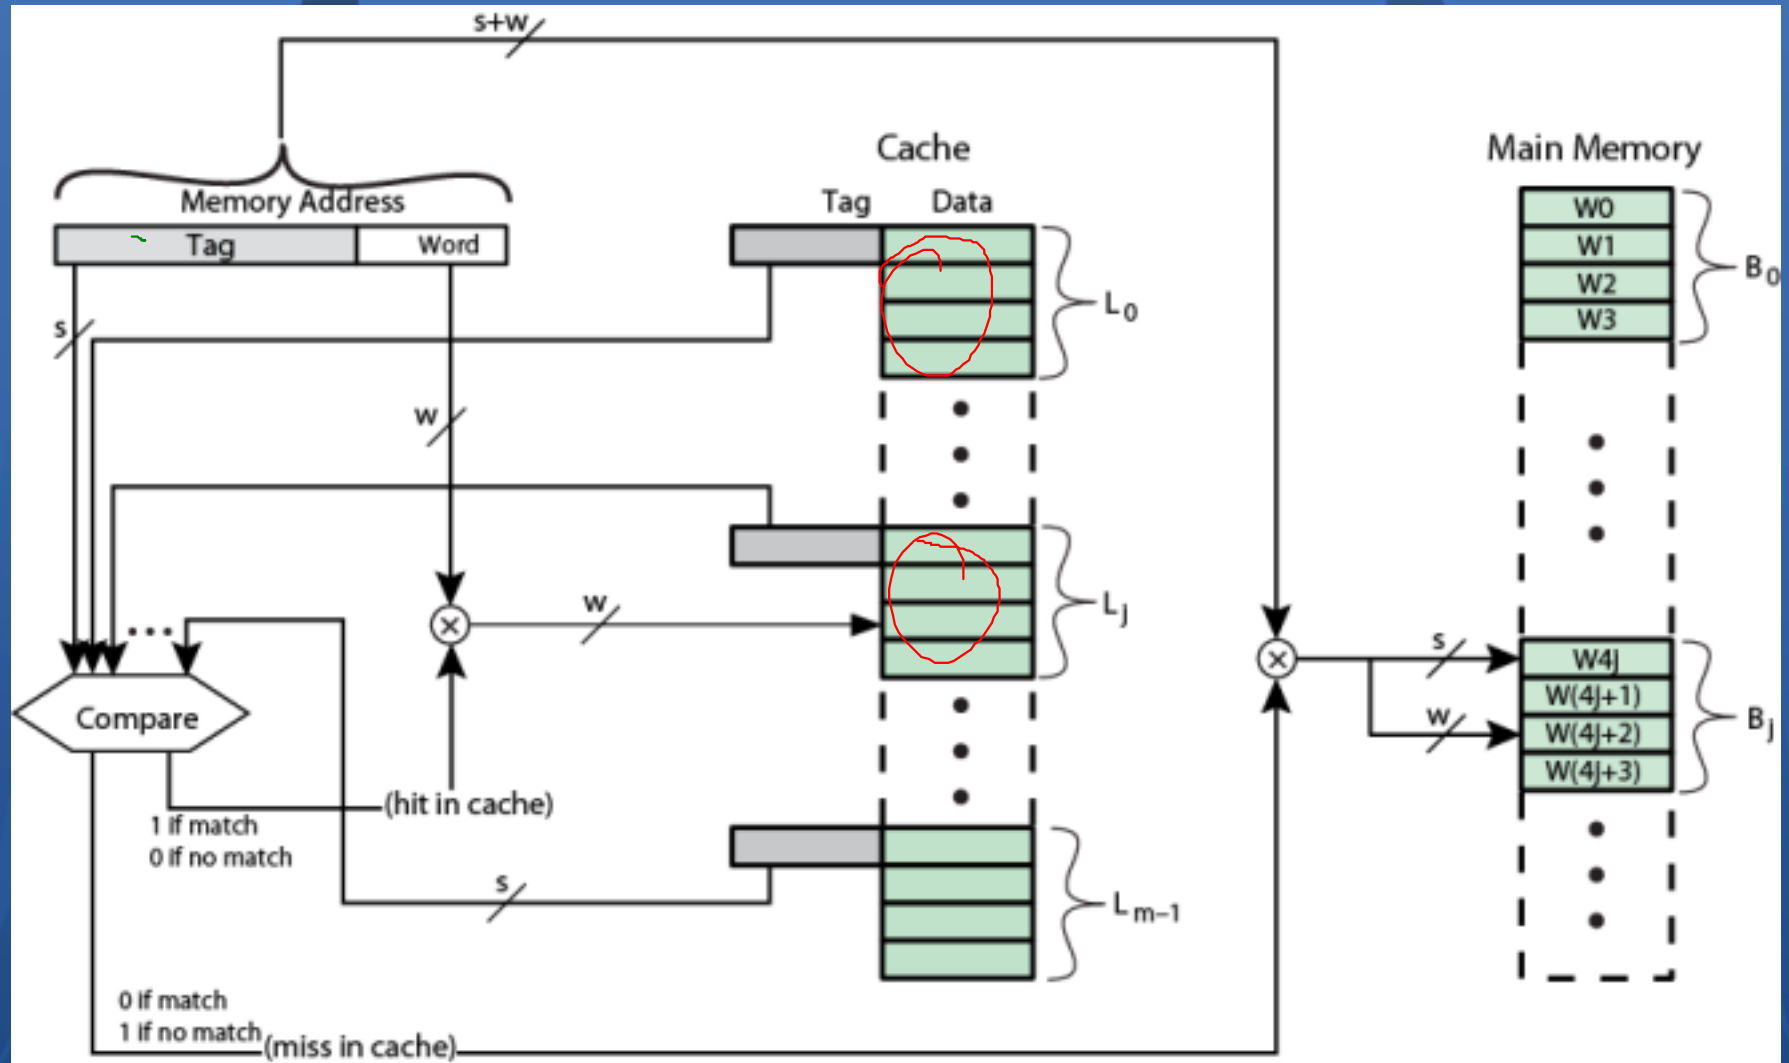 s+w
Cache
Main Memory
Memory Address
Tag Data
Tag Word
W0
W1
W2
W3
B0
L0
s
w
w
Lj
s
W4j
W(4j+1)
w
W(4j+2)
W(4j+3)
Bj
Compare
(hit in cache)
1 if match
0 if no match
s
Lm–1
0 if match
1 if no match
(miss in cache)